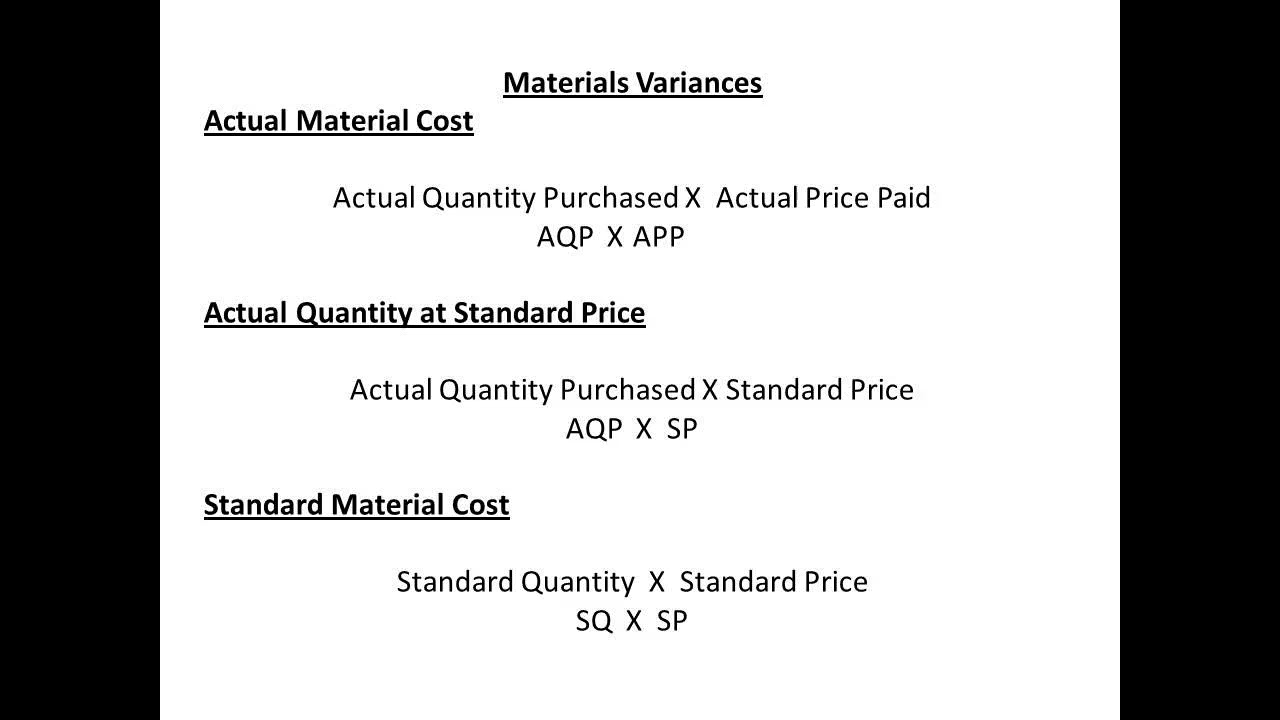 Materials Variances
Actual Material Cost
Actual Quantity Purchased X Actual Price Paid
AQP X APP
Actual Quantity at Standard Price
Actual Quantity Purchased X Standard Price
AQP X SP
Standard Material Cost
Standard Quantity X Standard Price
SQ X SP